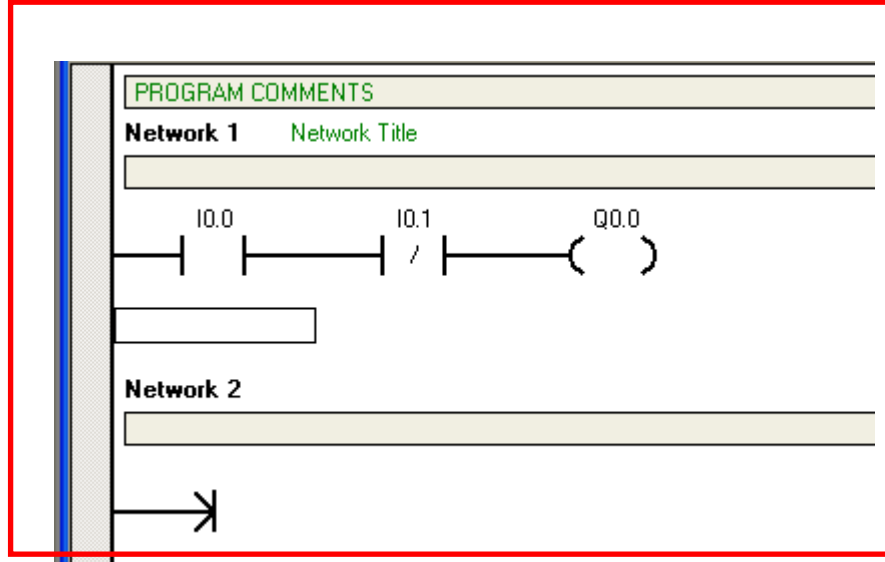 PROGRAM COMMENTS
Network 1 Network Title
I0.0 I0.1 Q0.0
/
Network 2